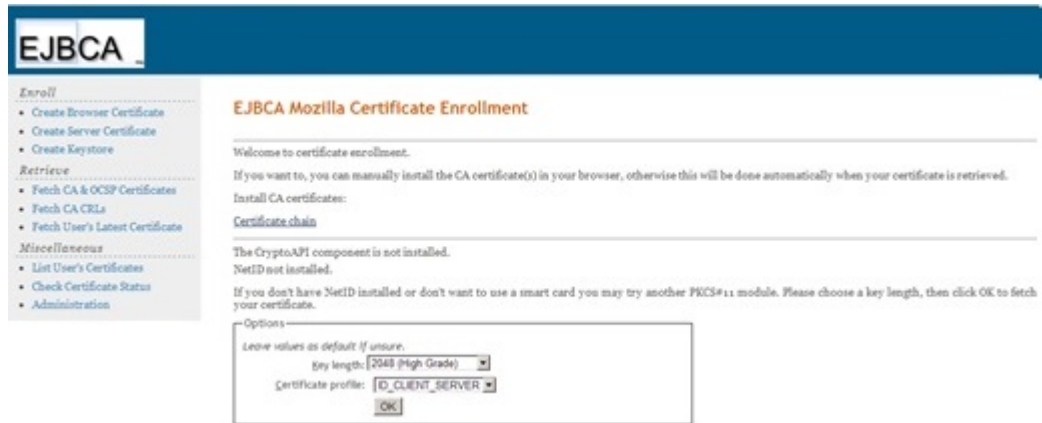 EJBCA
Enroll
Create Browser Certificate
Create Server Certificate
Create Keystore
Retrieve
Fetch CA & OCSP Certificates
Fetch CA CRLs
Fetch User's Latest Certificate
Miscellaneous
List User's Certificates
Check Certificate Status
Administration
EJBCA Mozilla Certificate Enrollment
Welcome to certificate enrollment.
If you want to, you can manually install the CA certificate(s) in your browser, otherwise this will be done automatically when your certificate is retrieved.
Install CA certificates:
Certificate chain
The CryptoAPI component is not installed.
NetID not installed.
If you don't have NetID installed or don't want to use a smart card you may try another PKCS#11 module. Please choose a key length, then click OK to fetch
your certificate.
Options
Leave values as default if unsure.
Key length: 2048 (High Grade)
Certificate profile: ID_CLIENT_SERVER
OK